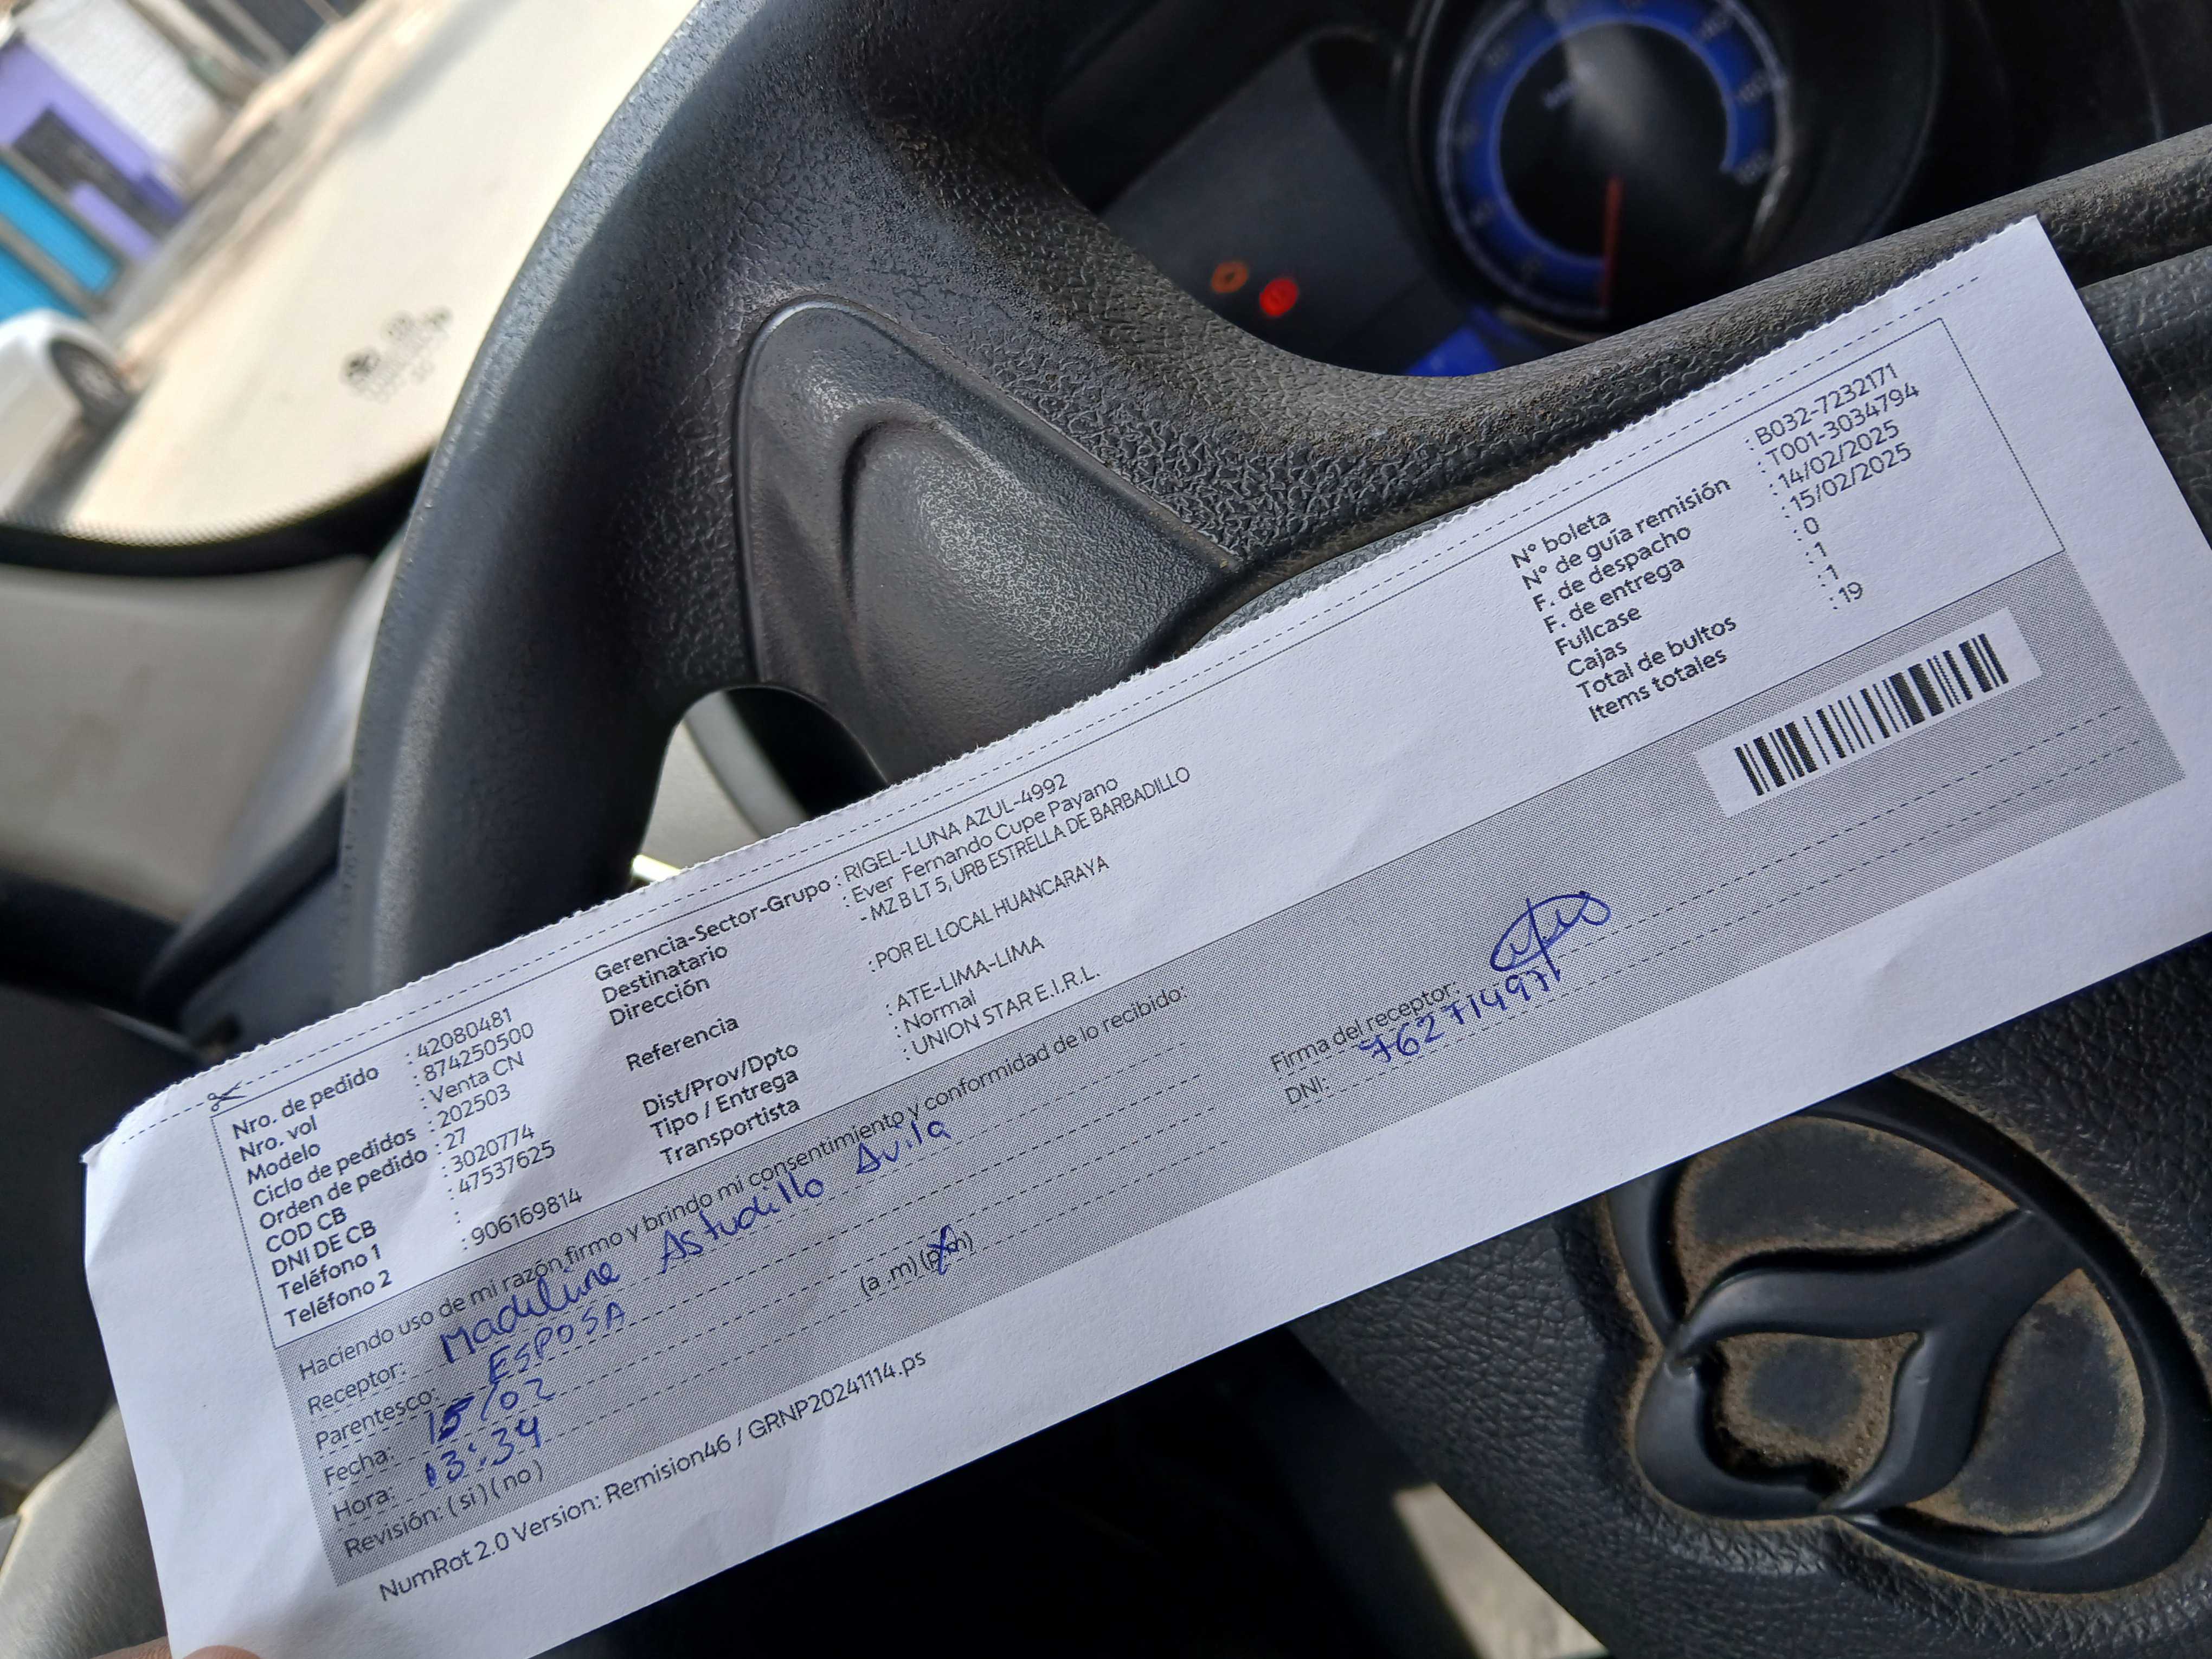 Nro. de pedido : 42080481
Nro. vol : 874250500
Modelo : Venta CN
Ciclo de pedidos : 202503
Orden de pedido : 27
COD CB : 3020774
DNI DE CB : 47537625
Teléfono 1 :
Teléfono 2 : 906169814
Gerencia-Sector-Grupo : RIGEL-LUNA AZUL-4992
Destinatario : Ever Fernando Cupe Payano
Dirección - MZ B LT 5, URB ESTRELLA DE BARBADILLO
Referencia :POR EL LOCAL HUANCARAYA
Dist/Prov/Dpto : ATE-LIMA-LIMA
Tipo / Entrega : Normal
Transportista : UNION STAR E.I.R.L.
N° boleta : B032-7232171
N° de guía remisión : T001-3034794
F. de despacho : 14/02/2025
F. de entrega : 15/02/2025
Fullcase : 0
Cajas : 1
Total de bultos : 1
Items totales : 19
Haciendo uso de mi razón firmo y brindo mi consentimiento y conformidad de lo recibido:
Receptor: Astudillo Avila
Parentesco: ESPOSA
Fecha: 15/02
Hora: 13:34 (a .m) (p.m)
Revisión: ( si ) ( no )
Firma del receptor:
DNI: 76271497
NumRot 2.0 Version: Remision46 / GRNP20241114.ps